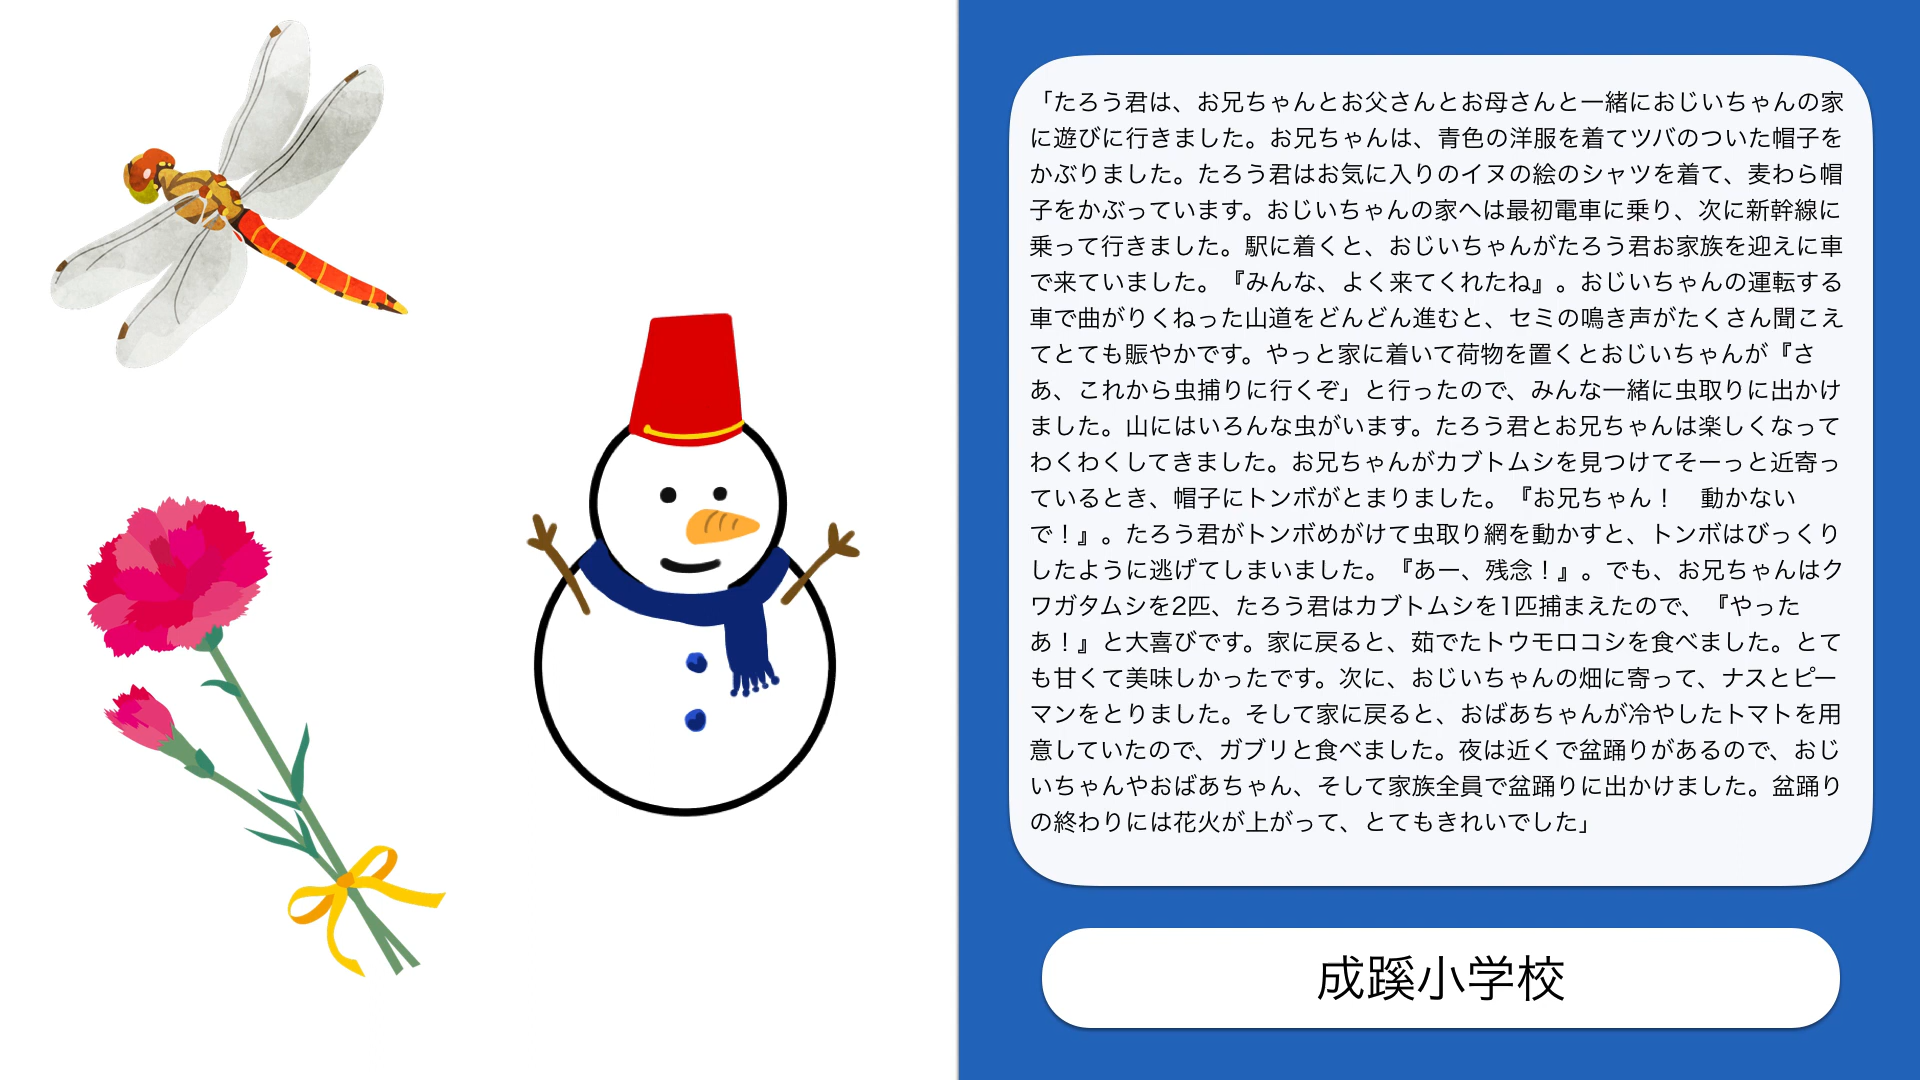 「たろう君は、お兄ちゃんとお父さんとお母さんと一緒におじいちゃんの家
に遊びに行きました。お兄ちゃんは、青色の洋服を着てツバのついた帽子を
かぶりました。たろう君はお気に入りのイヌの絵のシャツを着て、麦わら帽
子をかぶっています。おじいちゃんの家へは最初電車に乗り、次に新幹線に
乗って行きました。駅に着くと、おじいちゃんがたろう君お家族を迎えに車
で来ていました。『みんな、よく来てくれたね』。おじいちゃんの運転する
車で曲がりくねった山道をどんどん進むと、セミの鳴き声がたくさん聞こえ
てとても賑やかです。やっと家に着いて荷物を置くとおじいちゃんが『さ
あ、これから虫捕りに行くぞ」と行ったので、みんな一緒に虫取りに出かけ
ました。山にはいろんな虫がいます。たろう君とお兄ちゃんは楽しくなって
わくわくしてきました。お兄ちゃんがカブトムシを見つけてそーっと近寄っ
ているとき、帽子にトンボがとまりました。『お兄ちゃん！　動かない
で！』。たろう君がトンボめがけて虫取り網を動かすと、トンボはびっくり
したように逃げてしまいました。『あー、残念！』。でも、お兄ちゃんはク
ワガタムシを2匹、たろう君はカブトムシを1匹捕まえたので、『やった
あ！』と大喜びです。家に戻ると、茹でたトウモロコシを食べました。とて
も甘くて美味しかったです。次に、おじいちゃんの畑に寄って、ナスとピー
マンをとりました。そして家に戻ると、おばあちゃんが冷やしたトマトを用
意していたので、ガブリと食べました。夜は近くで盆踊りがあるので、おじ
いちゃんやおばあちゃん、そして家族全員で盆踊りに出かけました。盆踊り
の終わりには花火が上がって、とてもきれいでした」
成蹊小学校